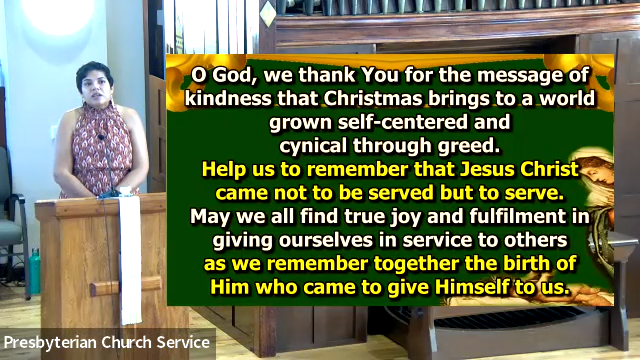 O God, we thank You for the message of
kindness that Christmas brings to a world
grown self-centered and
cynical through greed.
Help us to remember that Jesus Christ
came not to be served but to serve.
May we all find true joy and fulfilment in
giving ourselves in service to others
as we remember together the birth of
Him who came to give Himself to us.
Presbyterian Church Service